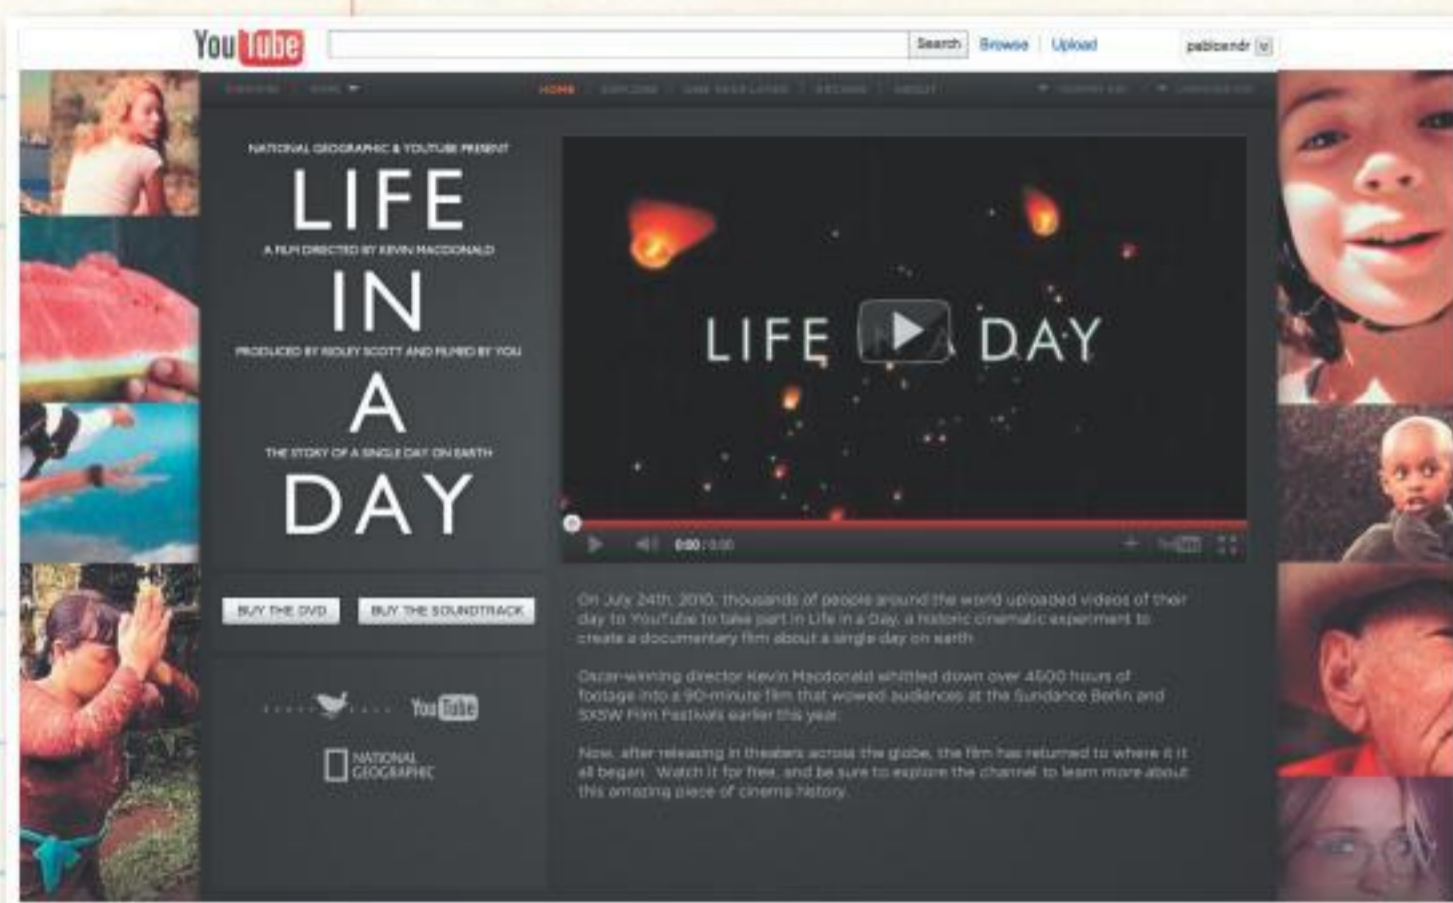 YouTube
Search Browse Upload
HOME
NATIONAL GEOGRAPHIC & YOUTUBE PRESENT
LIFE
A FILM DIRECTED BY KEVIN MACDONALD
IN
PRODUCED BY RIDLEY SCOTT AND FILMED BY YOU
A
THE STORY OF A SINGLE DAY ON EARTH
DAY
LIFE IN A DAY
0:00 / 0:00
YouTube
BUY THE DVD BUY THE SOUNDTRACK
YouTube
NATIONAL
GEOGRAPHIC
On July 24th, 2010, thousands of people around the world uploaded videos of their
day to YouTube to take part in Life in a Day, a historic cinematic experiment to
create a documentary film about a single day on earth.
Oscar-winning director Kevin Macdonald whittled down over 4500 hours of
footage into a 90-minute film that wowed audiences at the Sundance Berlin and
SXSW Film Festivals earlier this year.
Now, after releasing in theaters across the globe, the film has returned to where it it
all began. Watch it for free, and be sure to explore the channel to learn more about
this amazing piece of cinema history.